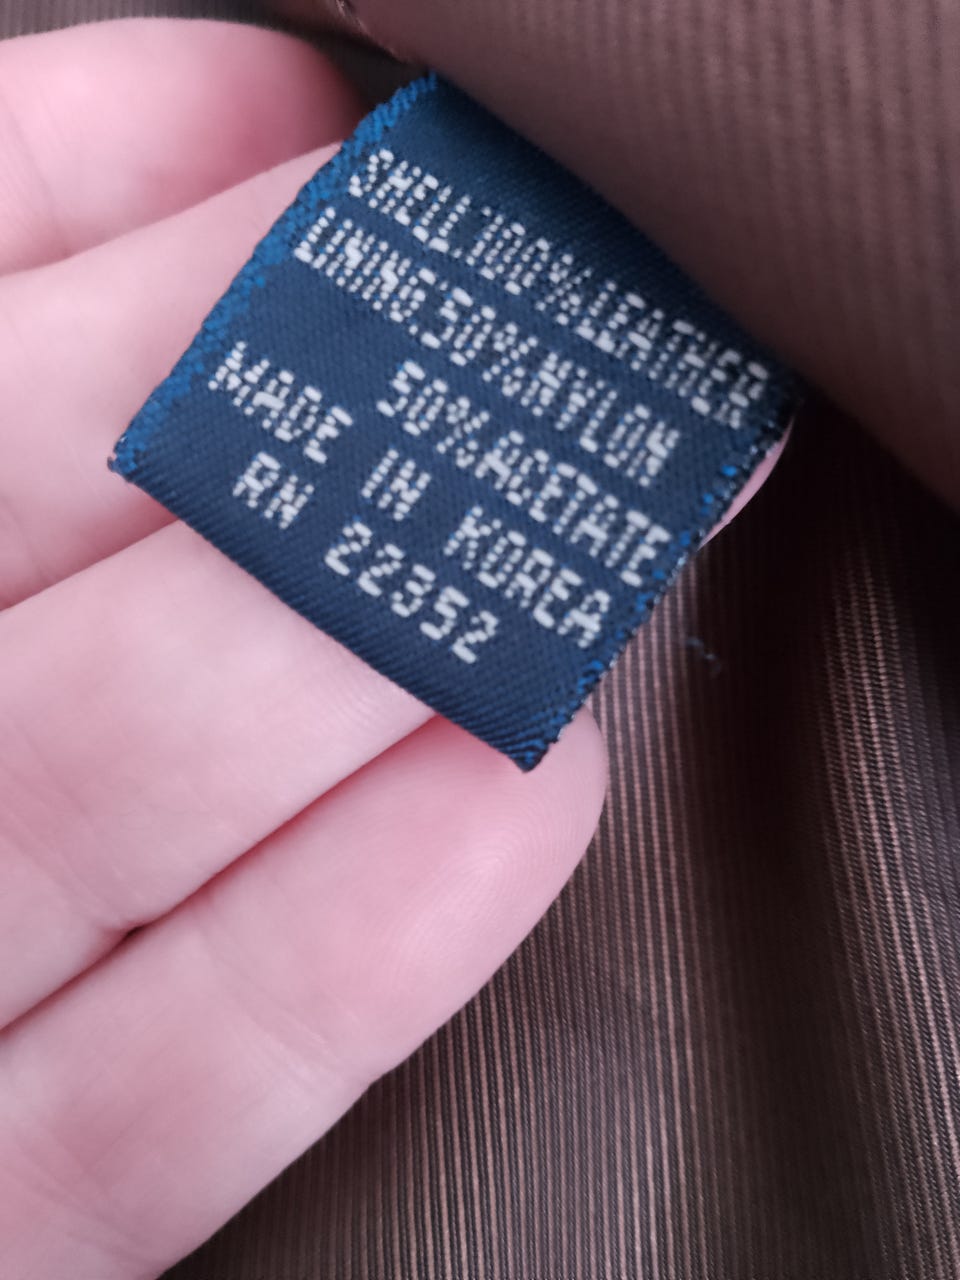 SHELL:100%LEATHER
LINING:50%NYLON
50%ACETATE
MADE IN KOREA
RN 22352